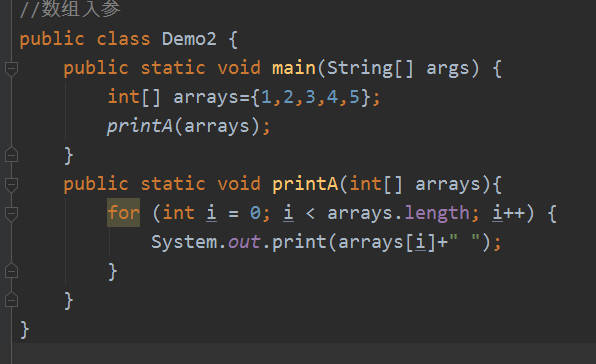 //数组入参
public class Demo2 {
    public static void main(String[] args) {
        int[] arrays={1,2,3,4,5};
        printA(arrays);
    }
    public static void printA(int[] arrays){
        for (int i = 0; i < arrays.length; i++) {
            System.out.print(arrays[i]+" ");
        }
    }
}